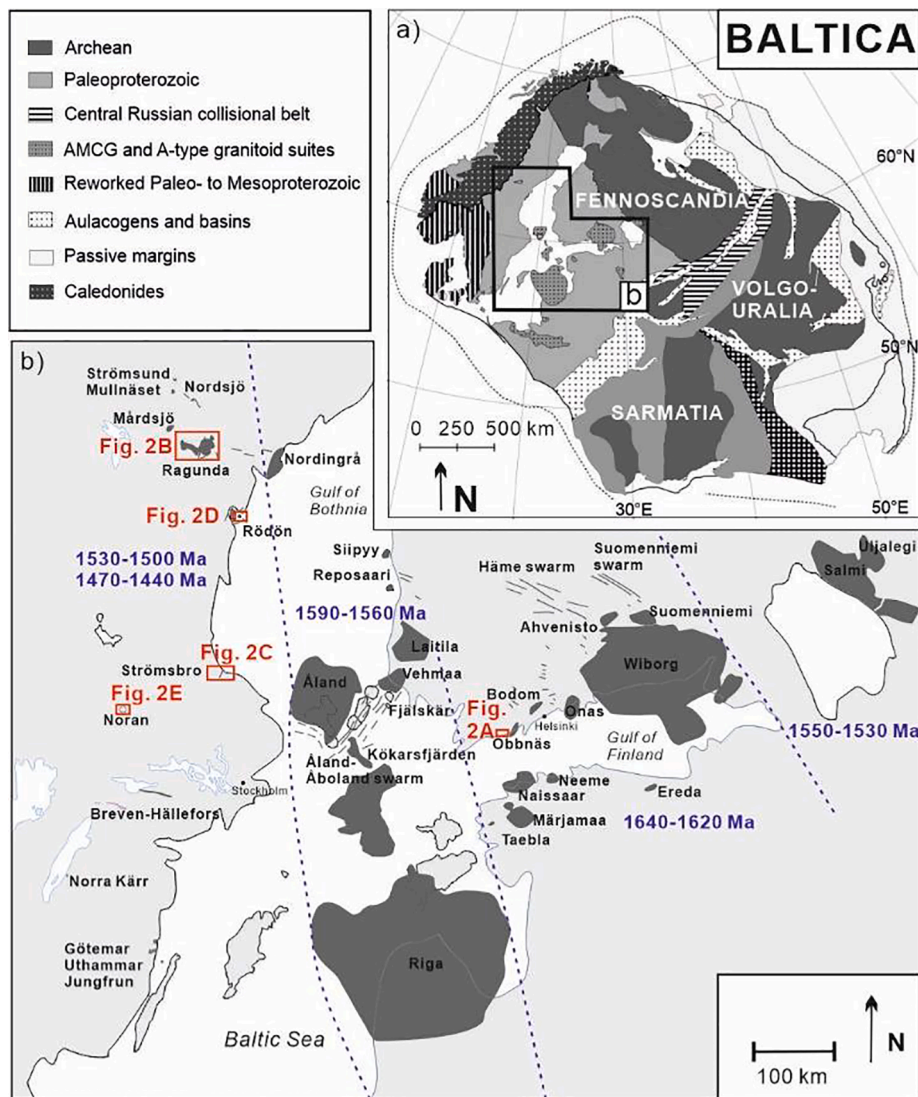 Archean
Paleoproterozoic
Central Russian collisional belt
AMCG and A-type granitoid suites
Reworked Paleo- to Mesoproterozoic
Aulacogens and basins
Passive margins
Caledonides
a)
BALTICA
60°N
FENNOSCANDIA
b
VOLGO-
URALIA
50°N
SARMATIA
0 250 500 km
N
30°E
50°E
b)
Strömsund
Mullnäset
Nordsjö
Mårdsjö
Fig. 2B
Ragunda
Nordingrå
Gulf of
Bothnia
Fig. 2D
Rödön
1530-1500 Ma
1470-1440 Ma
Siipyy
Reposaari
Häme swarm
Suomenniemi
swarm
Uljalegi
Salmi
1590-1560 Ma
Ahvenisto
Suomenniemi
Laitila
Wiborg
Strömsbro
Fig. 2C
Åland
Vehmaa
Fig. 2E
Noran
Fjälskär
Fig.
2A
Bodom
Helsinki
Onas
Obbnäs
Gulf of
Finland
1550-1530 Ma
Kökarsfjärden
Åland-
Åboland swarm
Stockholm
Neeme
Naissaar
Ereda
Breven-Hällefors
Märjamaa
Taebla
1640-1620 Ma
Norra Kärr
Götemar
Uthammar
Jungfrun
Riga
Baltic Sea
N
100 km